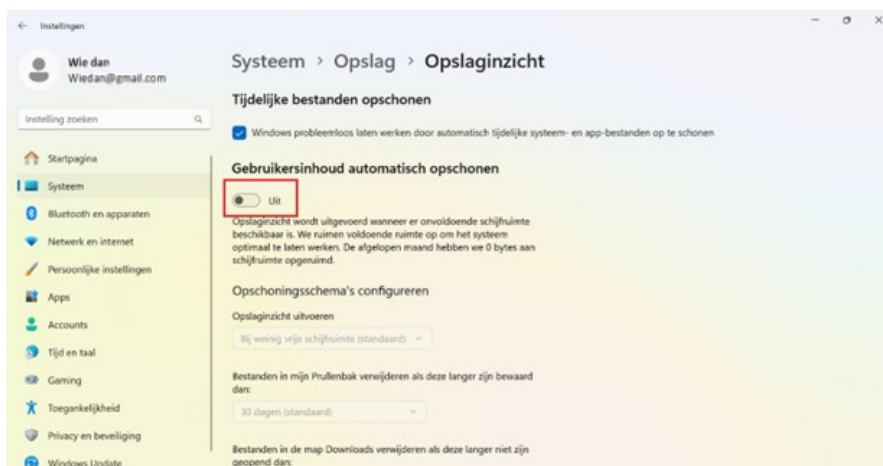 Instellingen
Wie dan
Wiedan@gmail.com
Instelling zoeken
Startpagina
Systeem
Bluetooth en apparaten
Netwerk en internet
Persoonlijke instellingen
Apps
Accounts
Tijd en taal
Gaming
Toegankelijkheid
Privacy en beveiliging
Windows Update
Systeem > Opslag > Opslaginzicht
Tijdelijke bestanden opschonen
Windows probleemloos laten werken door automatisch tijdelijke systeem- en app-bestanden op te schonen
Gebruikersinhoud automatisch opschonen
Uit
Opslaginzicht wordt uitgevoerd wanneer er onvoldoende schijfruimte
beschikbaar is. We ruimen voldoende ruimte op om het systeem
optimaal te laten werken. De afgelopen maand hebben we 0 bytes aan
schijfruimte opgeruimd.
Opschoningsschema's configureren
Opslaginzicht uitvoeren
Bij weinig vrije schijfruimte (standaard)
Bestanden in mijn Prullenbak verwijderen als deze langer zijn bewaard
dan:
30 dagen (standaard)
Bestanden in de map Downloads verwijderen als deze langer niet zijn
geopend dan: